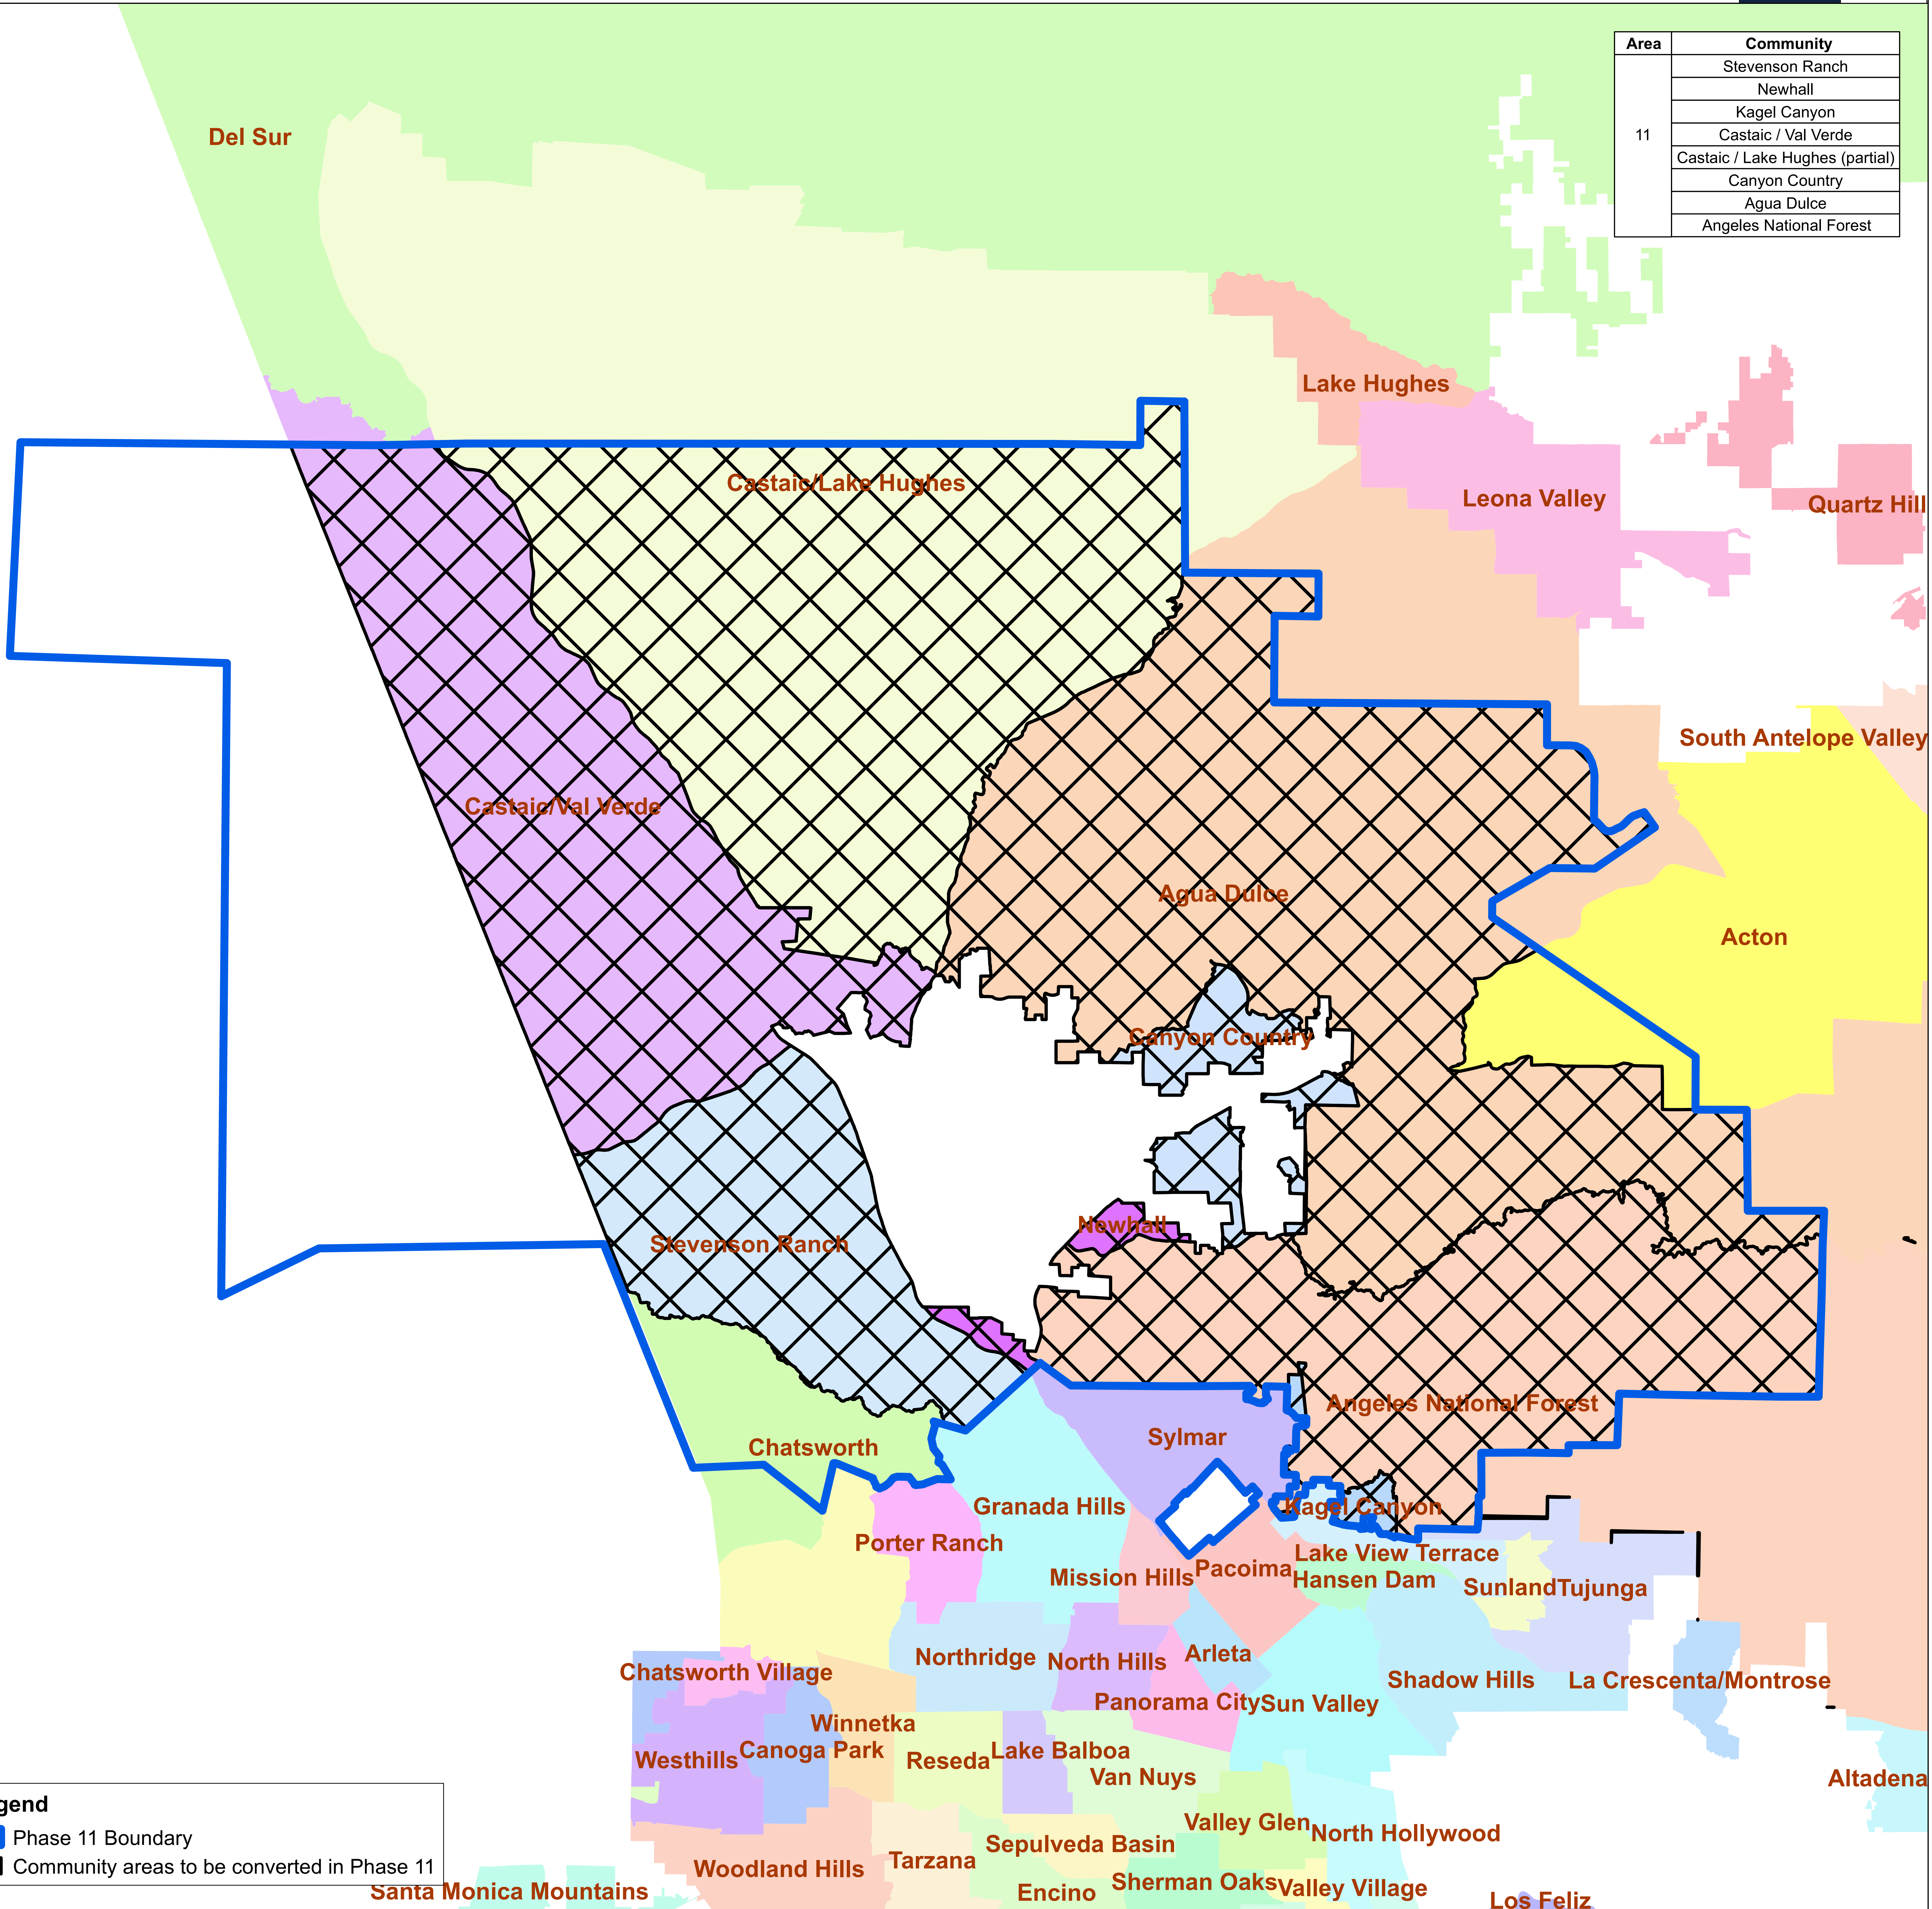 Area Community
Stevenson Ranch
Newhall
Kagel Canyon
11 Castaic / Val Verde
Castaic / Lake Hughes (partial)
Canyon Country
Agua Dulce
Angeles National Forest
Del Sur
Lake Hughes
Castaic/Lake Hughes
Leona Valley
Quartz Hill
South Antelope Valley
Castaic/Val Verde
Agua Dulce
Acton
Canyon Country
Newhall
Stevenson Ranch
Angeles National Forest
Sylmar
Chatsworth
Granada Hills
Kagel Canyon
Porter Ranch
Lake View Terrace
Mission Hills
Pacoima
Hansen Dam
Sunland
Tujunga
Northridge
North Hills
Arleta
Chatsworth Village
Shadow Hills
La Crescenta/Montrose
Panorama City
Sun Valley
Winnetka
Westhills
Canoga Park
Reseda
Lake Balboa
Van Nuys
Altadena
Valley Glen
North Hollywood
Sepulveda Basin
Woodland Hills
Tarzana
Sherman Oaks
Valley Village
Encino
Santa Monica Mountains
Los Feliz
gend
Phase 11 Boundary
Community areas to be converted in Phase 11